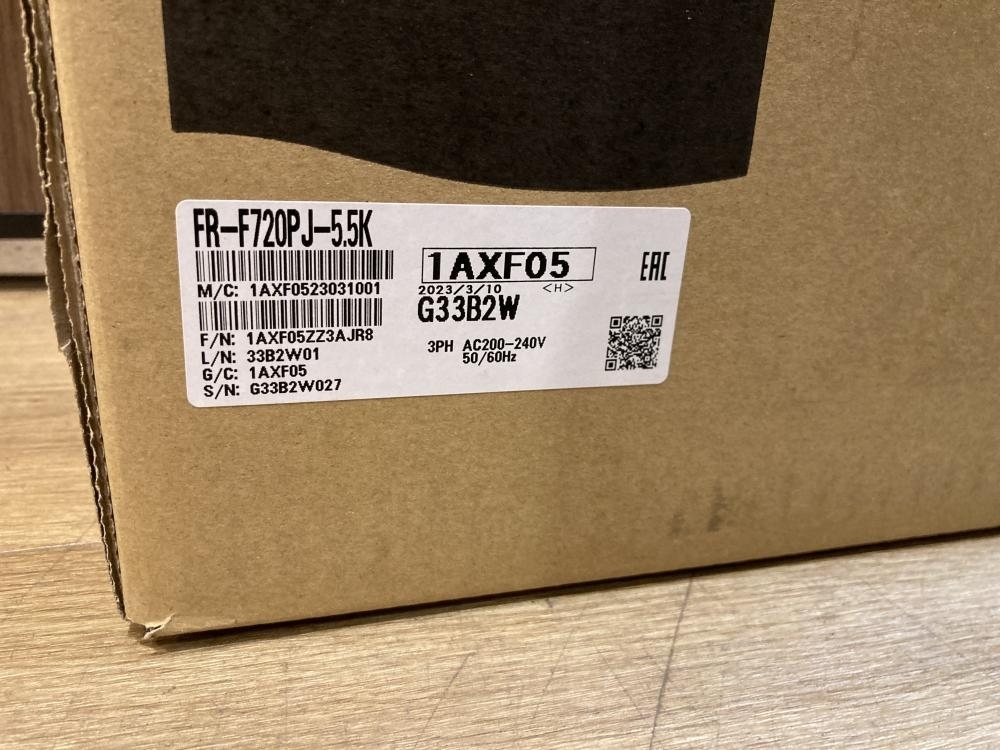 FR-F720PJ-5.5K
M/C: 1AXF0523031001
F/N: 1AXF05ZZ3AJR8
L/N: 33B2W01
G/C: 1AXF05
S/N: G33B2W027
1AXF05
2023/3/10 <H>
G33B2W
3PH AC200-240V
50/60Hz
EAC